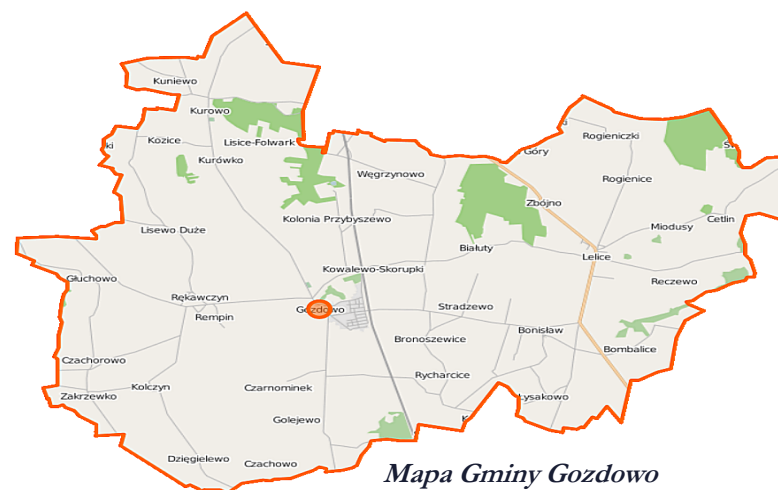 Kuniewo
Kurowo
Kozice
Lisice-Folwark
Rogieniczki
Kurówko
Góry
Węgrzynowo
Rogienice
Zbójno
Kolonia Przybyszewo
Cetlin
Miodusy
Lisewo Duże
Białuty
Lelice
Kowalewo-Skorupki
Głuchowo
Reczewo
Rękawczyn
Stradzewo
Gozdowo
Rempin
Bonisław
Bronoszewice
Bombalice
Czachorowo
Rycharcice
Kolczyn
Czarnominek
Zakrzewko
Łysakowo
Golejewo
Dzięgielewo
Czachowo
Mapa Gminy Gozdowo